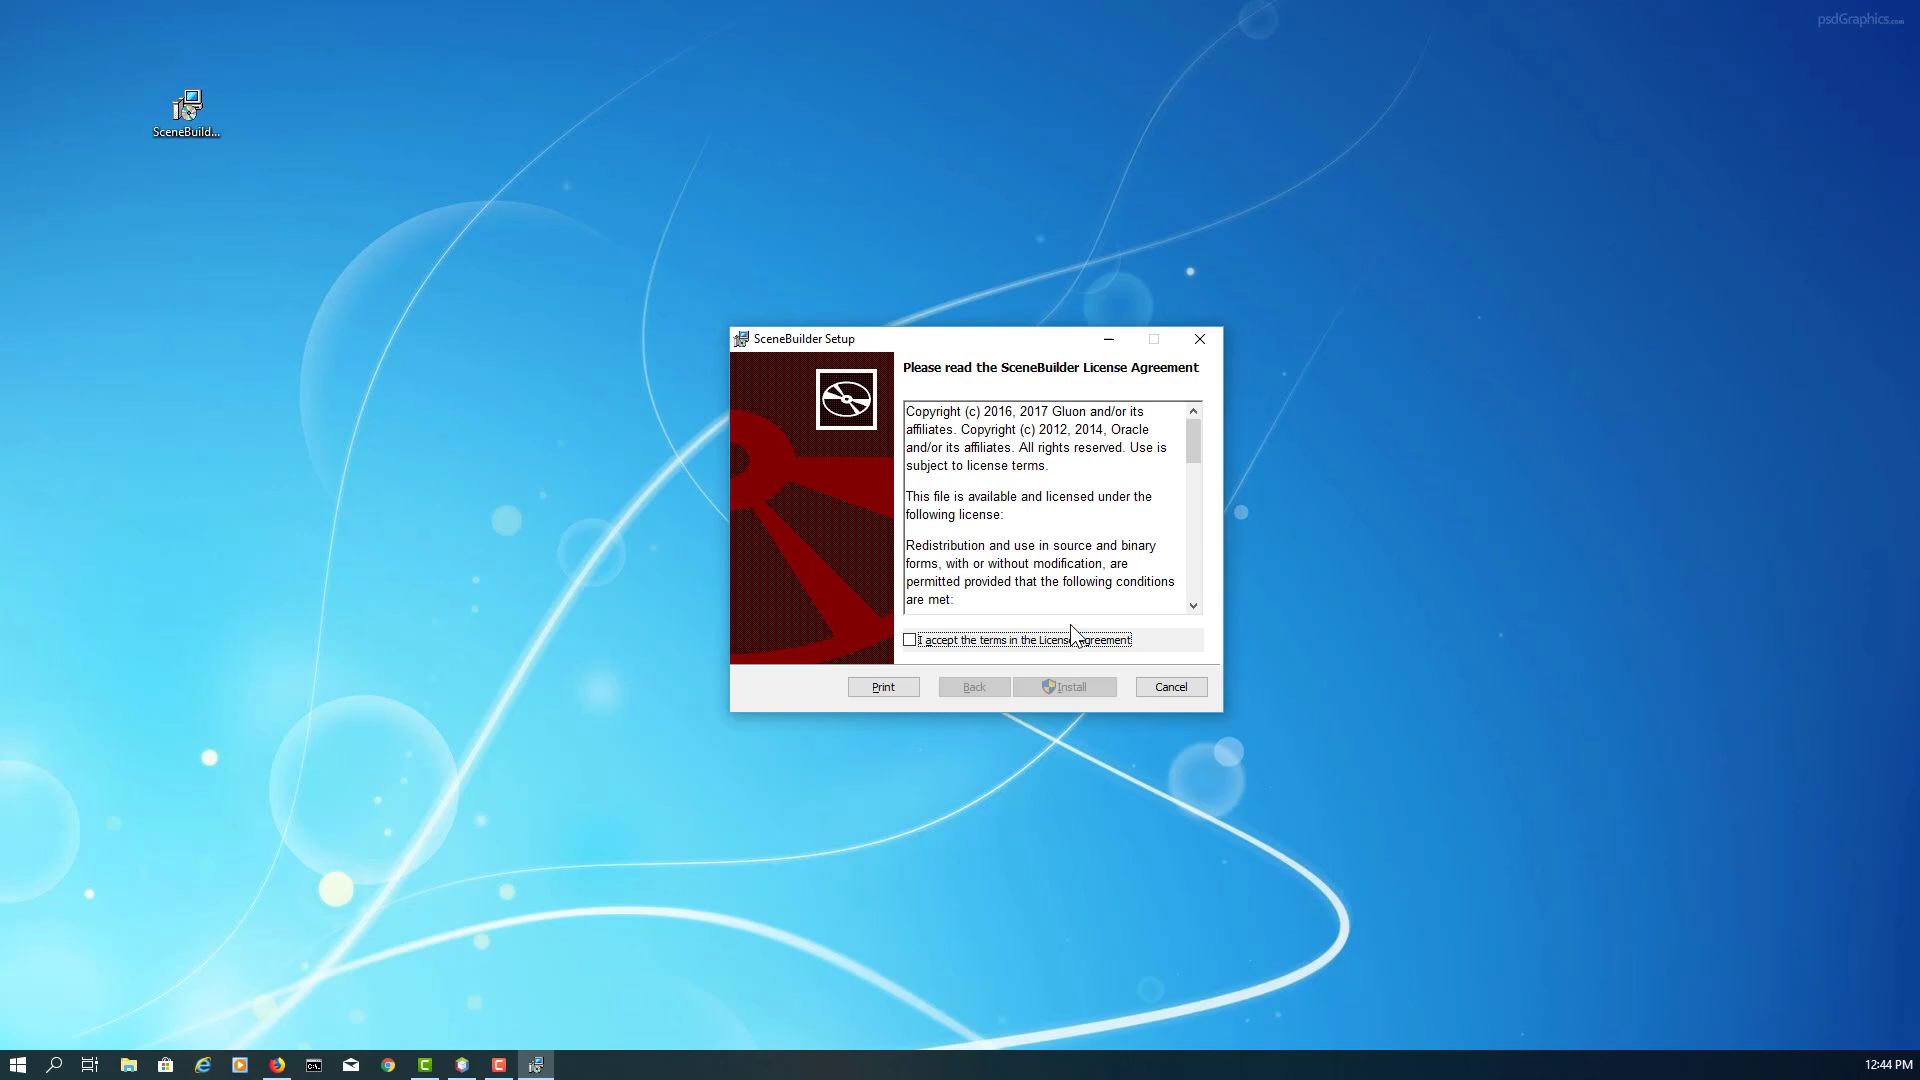 psdGraphics.com
SceneBuild...
SceneBuilder Setup
Please read the SceneBuilder License Agreement
Copyright (c) 2016, 2017 Gluon and/or its
affiliates. Copyright (c) 2012, 2014, Oracle
and/or its affiliates. All rights reserved. Use is
subject to license terms.
This file is available and licensed under the
following license:
Redistribution and use in source and binary
forms, with or without modification, are
permitted provided that the following conditions
are met:
I accept the terms in the License Agreement
Print Back Install Cancel
12:44 PM